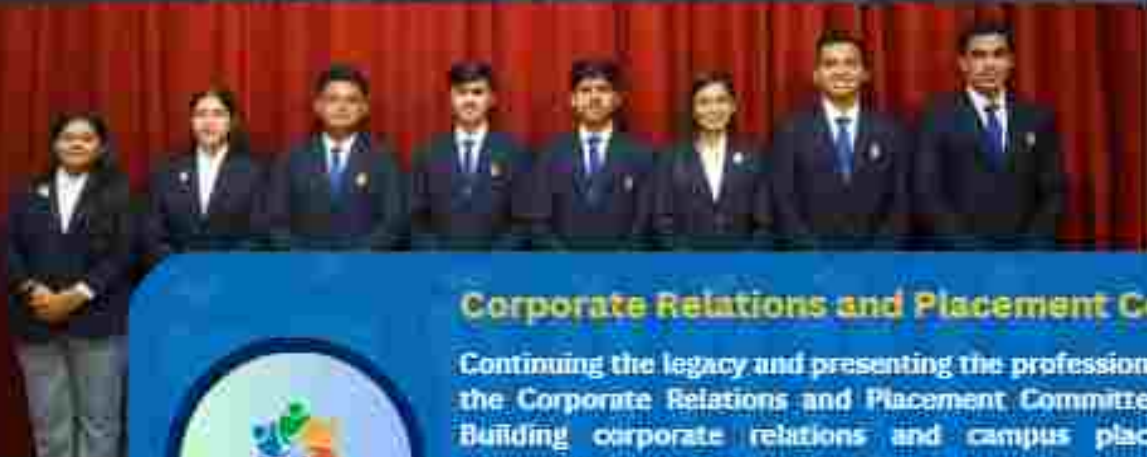 Corporate Relations and Placement C
Continuing the legacy and presenting the profession
the Corporate Relations and Placement Committe
Building corporate relations and campus plac